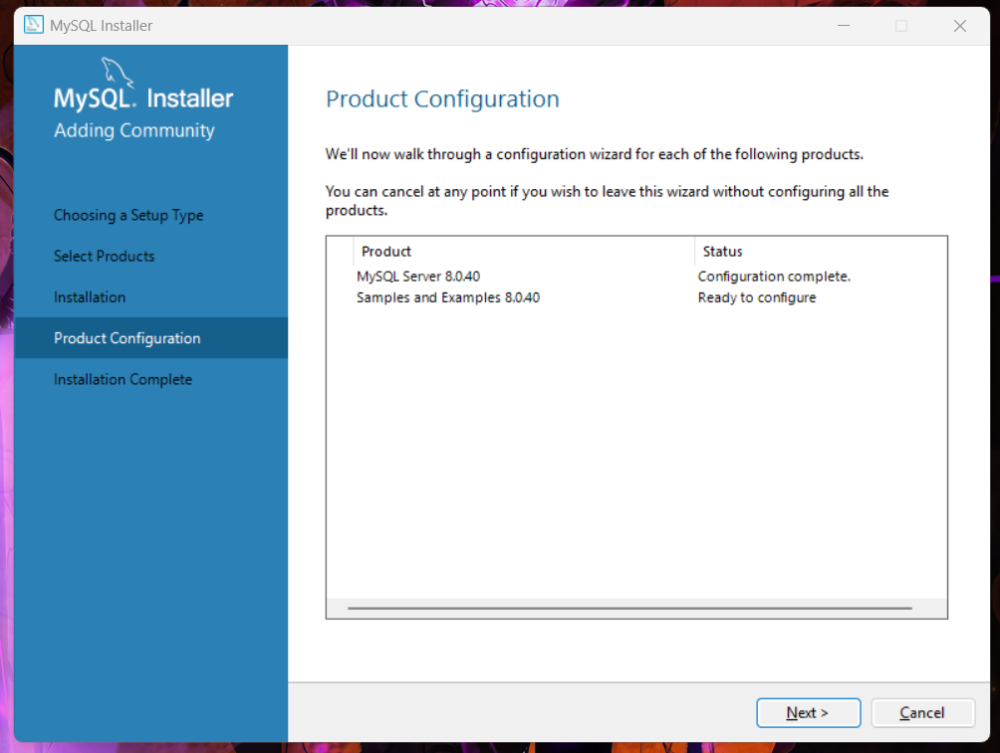 MySQL Installer
MySQL. Installer
Adding Community
Choosing a Setup Type
Select Products
Installation
Product Configuration
Installation Complete
Product Configuration
We'll now walk through a configuration wizard for each of the following products.
You can cancel at any point if you wish to leave this wizard without configuring all the
products.
Product Status
MySQL Server 8.0.40 Configuration complete.
Samples and Examples 8.0.40 Ready to configure
Next > Cancel